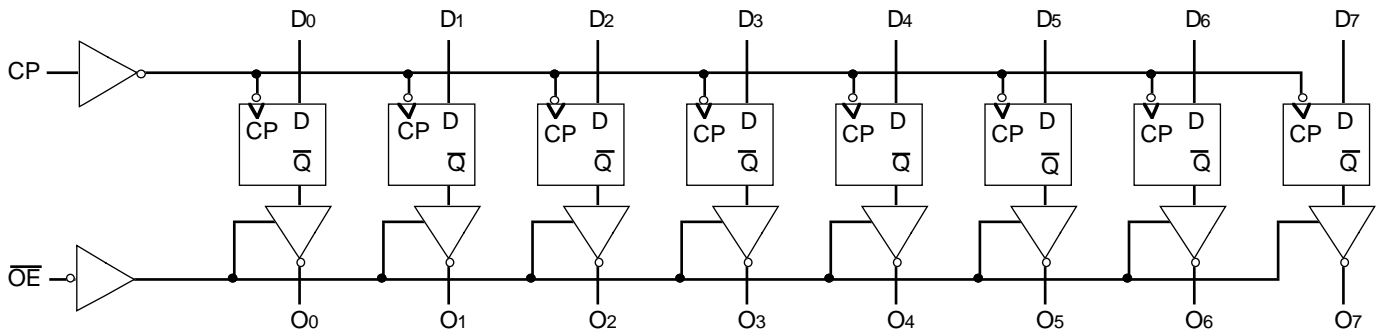 D0 D1 D2 D3 D4 D5 D6 D7
CP
D D D D D D D D
CP CP CP CP CP CP CP CP
Q̅ Q̅ Q̅ Q̅ Q̅ Q̅ Q̅ Q̅
O̅E̅
O0 O1 O2 O3 O4 O5 O6 O7